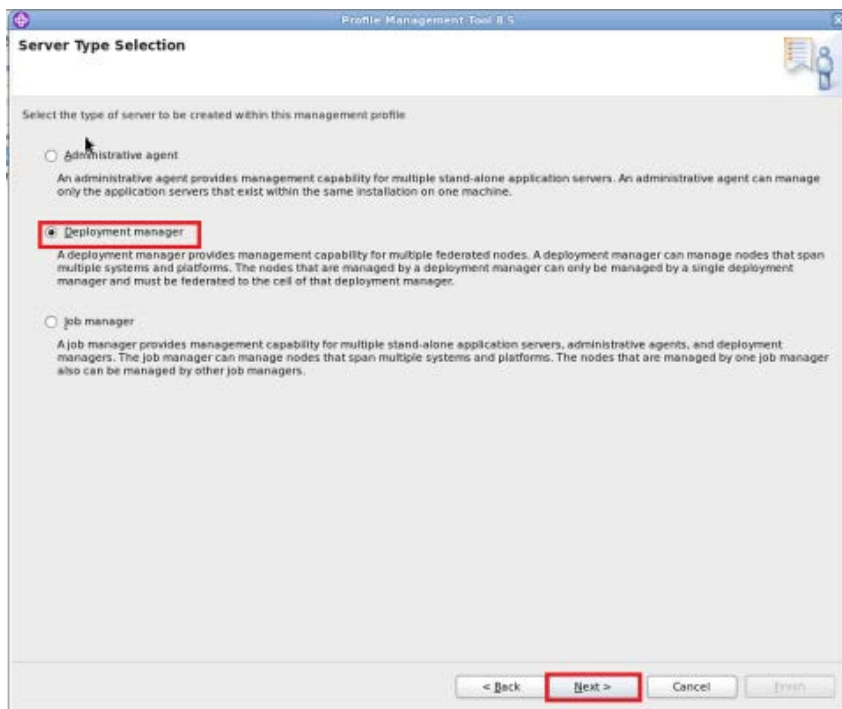 Profile Management Tool 8.5
Server Type Selection
Select the type of server to be created within this management profile
Administrative agent
An administrative agent provides management capability for multiple stand-alone application servers. An administrative agent can manage
only the application servers that exist within the same installation on one machine.
Deployment manager
A deployment manager provides management capability for multiple federated nodes. A deployment manager can manage nodes that span
multiple systems and platforms. The nodes that are managed by a deployment manager can only be managed by a single deployment
manager and must be federated to the cell of that deployment manager.
Job manager
A job manager provides management capability for multiple stand-alone application servers, administrative agents, and deployment
managers. The job manager can manage nodes that span multiple systems and platforms. The nodes that are managed by one job manager
also can be managed by other job managers.
< Back Next > Cancel Finish